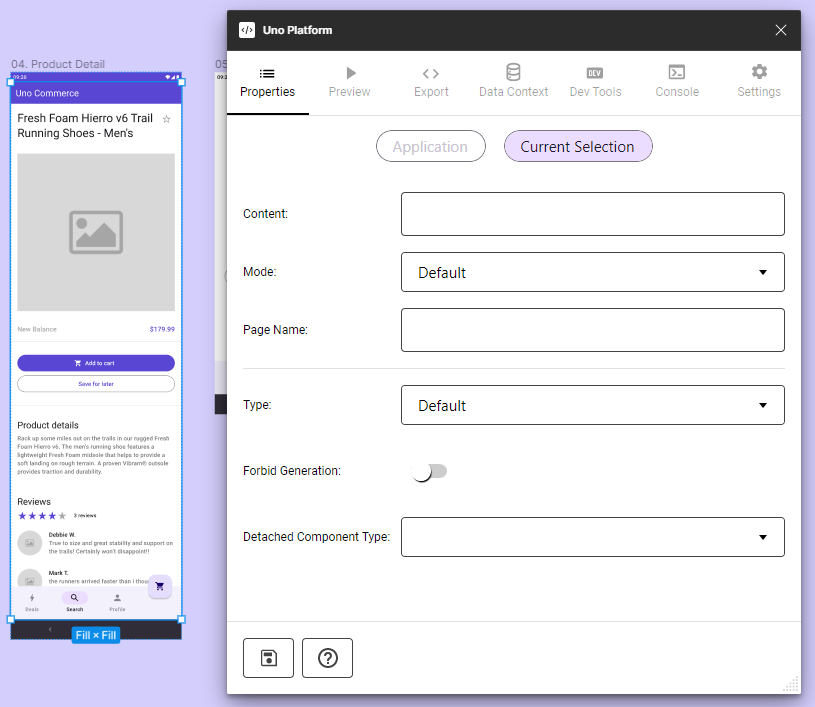 04. Product Detail
05
09:28
Uno Commerce
Fresh Foam Hierro v6 Trail
Running Shoes - Men's
New Balance
$179.99
Add to cart
Save for later
Product details
Rack up some miles out on the trails in our rugged Fresh
Foam Hierro v6. The men's running shoe features a
lightweight Fresh Foam midsole that helps to provide a
soft landing on rough terrain. A proven Vibram® outsole
provides traction and durability.
Reviews
3 reviews
Debbie W.
True to size and great stability and support on
the trails! Certainly won't disappoint!!
Mark T.
the runners arrived faster than i thou
Deals
Search
Profile
Fill × Fill
09:2
Uno Platform
Properties
Preview
Export
Data Context
DEV
Dev Tools
Console
Settings
Application
Current Selection
Content:
Mode:
Default
Page Name:
Type:
Default
Forbid Generation:
Detached Component Type: